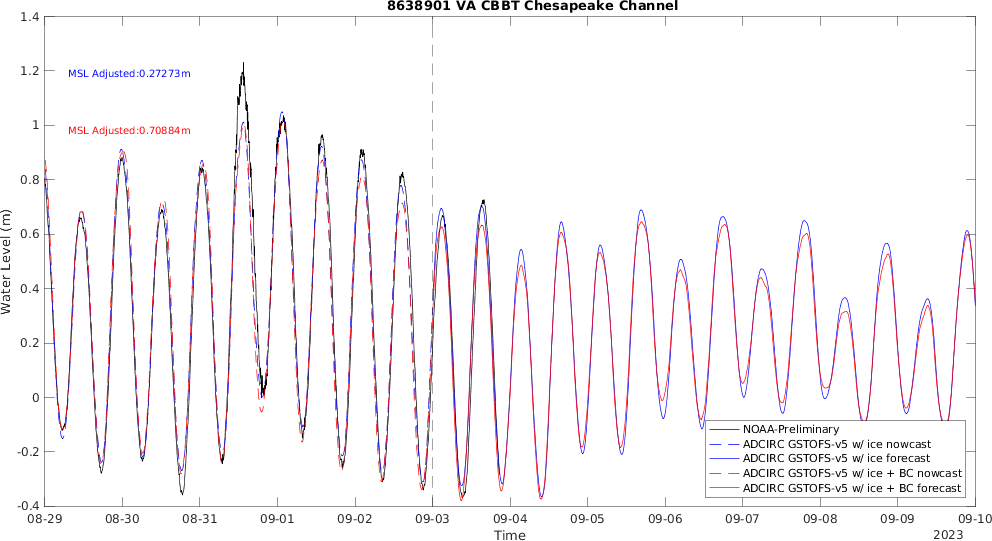 8638901 VA CBBT Chesapeake Channel
1.4
1.2
1
0.8
0.6
0.4
0.2
0
-0.2
-0.4
Water Level (m)
MSL Adjusted:0.27273m
MSL Adjusted:0.70884m
NOAA-Preliminary
ADCIRC GSTOFS-v5 w/ ice nowcast
ADCIRC GSTOFS-v5 w/ ice forecast
ADCIRC GSTOFS-v5 w/ ice + BC nowcast
ADCIRC GSTOFS-v5 w/ ice + BC forecast
08-29 08-30 08-31 09-01 09-02 09-03 09-04 09-05 09-06 09-07 09-08 09-09 09-10
Time
2023